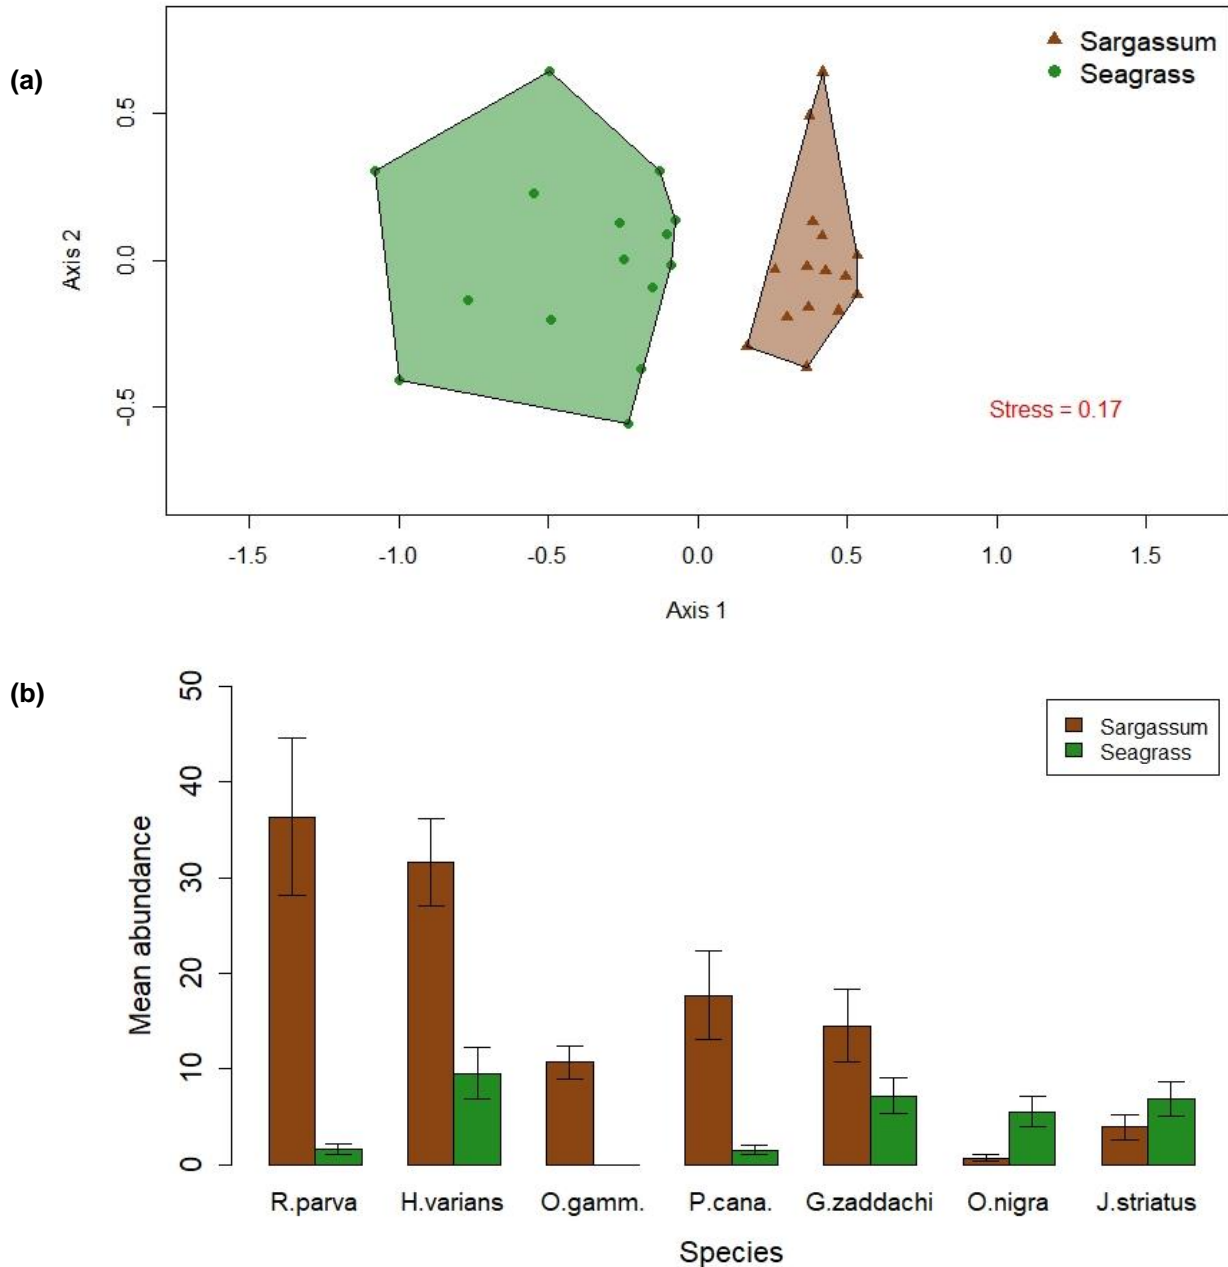 (a)
Sargassum
Seagrass
Axis 2
0.5
0.0
-0.5
Stress = 0.17
-1.5 -1.0 -0.5 0.0 0.5 1.0 1.5
Axis 1
(b)
Sargassum
Seagrass
Mean abundance
50
40
30
20
10
0
R.parva H.varians O.gamm. P.cana. G.zaddachi O.nigra J.striatus
Species